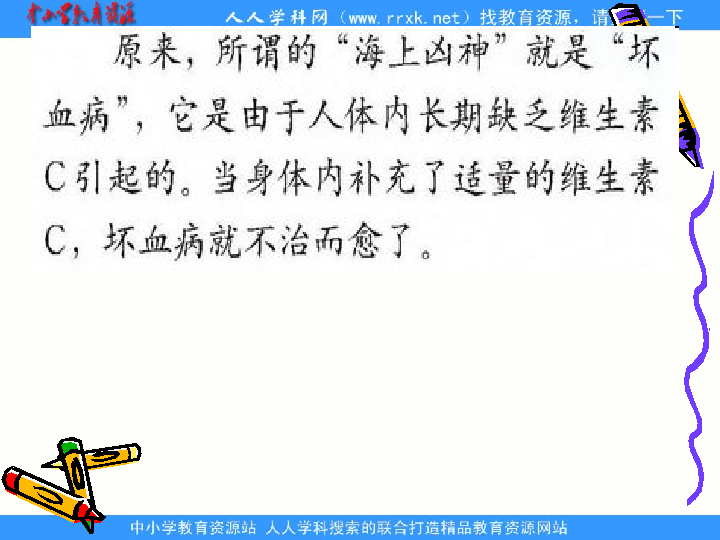 中小学教育资源
人人学科网（www.rrxk.net）找教育资源，请 一下
原来，所谓的“海上凶神”就是“坏
血病”，它是由于人体内长期缺乏维生素
C引起的。当身体内补充了适量的维生素
C，坏血病就不治而愈了。
中小学教育资源站 人人学科搜索的联合打造精品教育资源网站